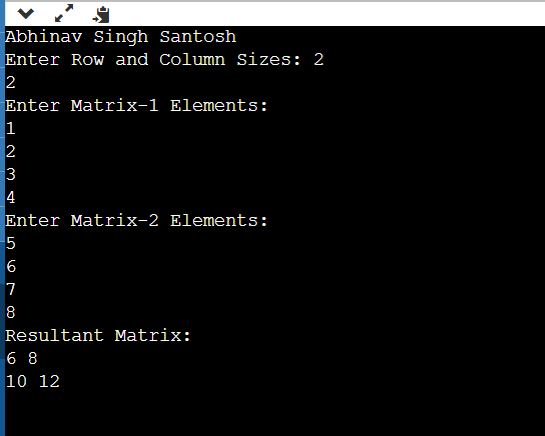 Abhinav Singh Santosh
Enter Row and Column Sizes: 2
2
Enter Matrix-1 Elements:
1
2
3
4
Enter Matrix-2 Elements:
5
6
7
8
Resultant Matrix:
6 8
10 12